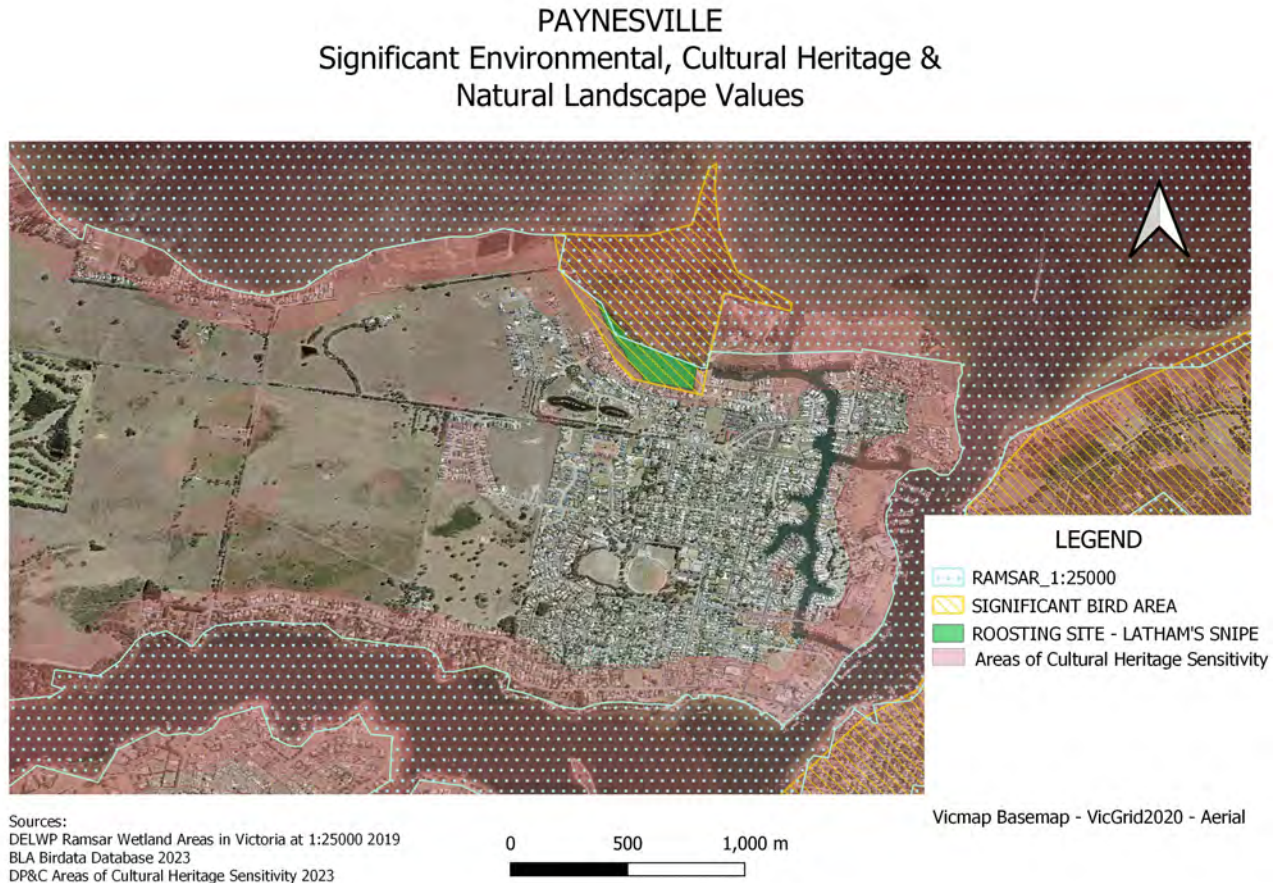 PAYNESVILLE
Significant Environmental, Cultural Heritage &
Natural Landscape Values
LEGEND
RAMSAR_1:25000
SIGNIFICANT BIRD AREA
ROOSTING SITE - LATHAM'S SNIPE
Areas of Cultural Heritage Sensitivity
Vicmap Basemap - VicGrid2020 - Aerial
Sources:
DELWP Ramsar Wetland Areas in Victoria at 1:25000 2019
BLA Birdata Database 2023
DP&C Areas of Cultural Heritage Sensitivity 2023
0 500 1,000 m